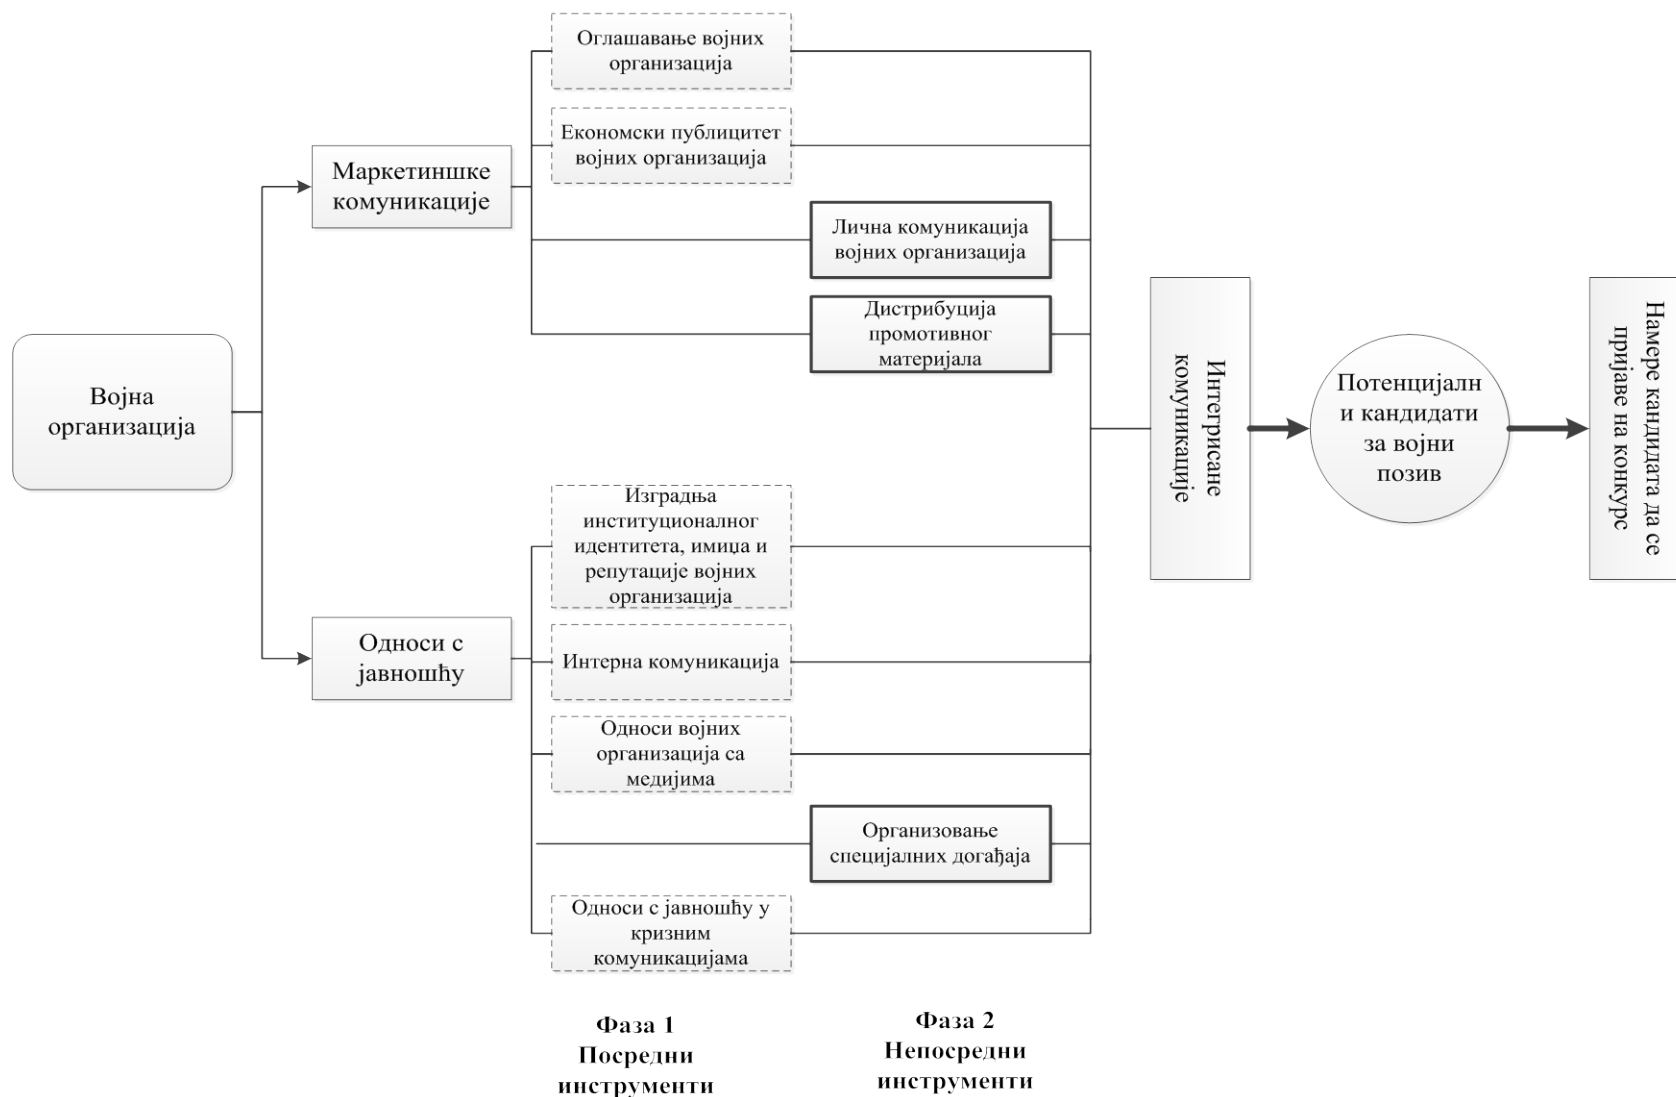 Оглашавање војних
организација
Економски публицитет
војних организација
Маркетиншке
комуникације
Лична комуникација
војних организација
Дистрибуција
промотивног
материјала
Војна
организација
Интегрисане
комуникације
Потенцијалн
и кандидати
за војни
позив
Намере кандидата да се
пријаве на конкурс
Изградња
институционалног
идентитета, имиџа и
репутације војних
организација
Односи с
јавношћу
Интерна комуникација
Односи војних
организација са
медијима
Организовање
специјалних догађаја
Односи с јавношћу у
кризним
комуникацијама
Фаза 1
Посредни
инструменти
Фаза 2
Непосредни
инструменти